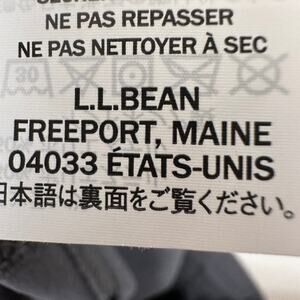 NE PAS REPASSER
NE PAS NETTOYER À SEC
30
L.L.BEAN
FREEPORT, MAINE
04033 ÉTATS-UNIS
日本語は裏面をご覧ください。